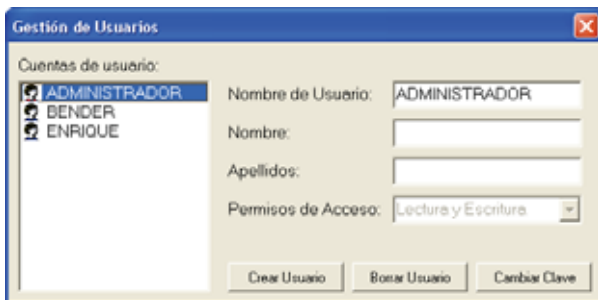 Gestión de Usuarios
Cuentas de usuario:
ADMINISTRADOR
BENDER
ENRIQUE
Nombre de Usuario: ADMINISTRADOR
Nombre:
Apellidos:
Permisos de Acceso: Lectura y Escritura
Crear Usuario Borrar Usuario Cambiar Clave